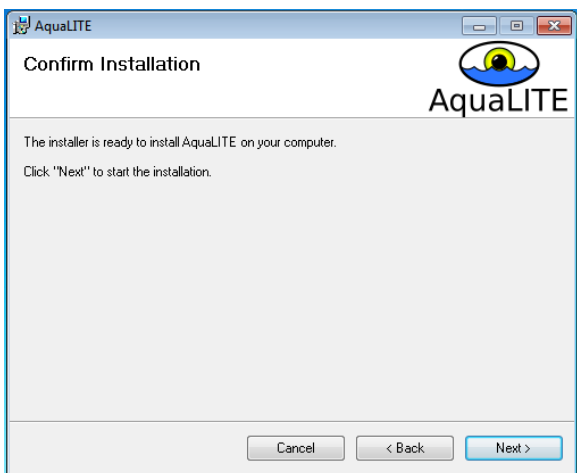 AquaLITE
Confirm Installation
AquaLITE
The installer is ready to install AquaLITE on your computer.
Click "Next" to start the installation.
Cancel
< Back
Next >